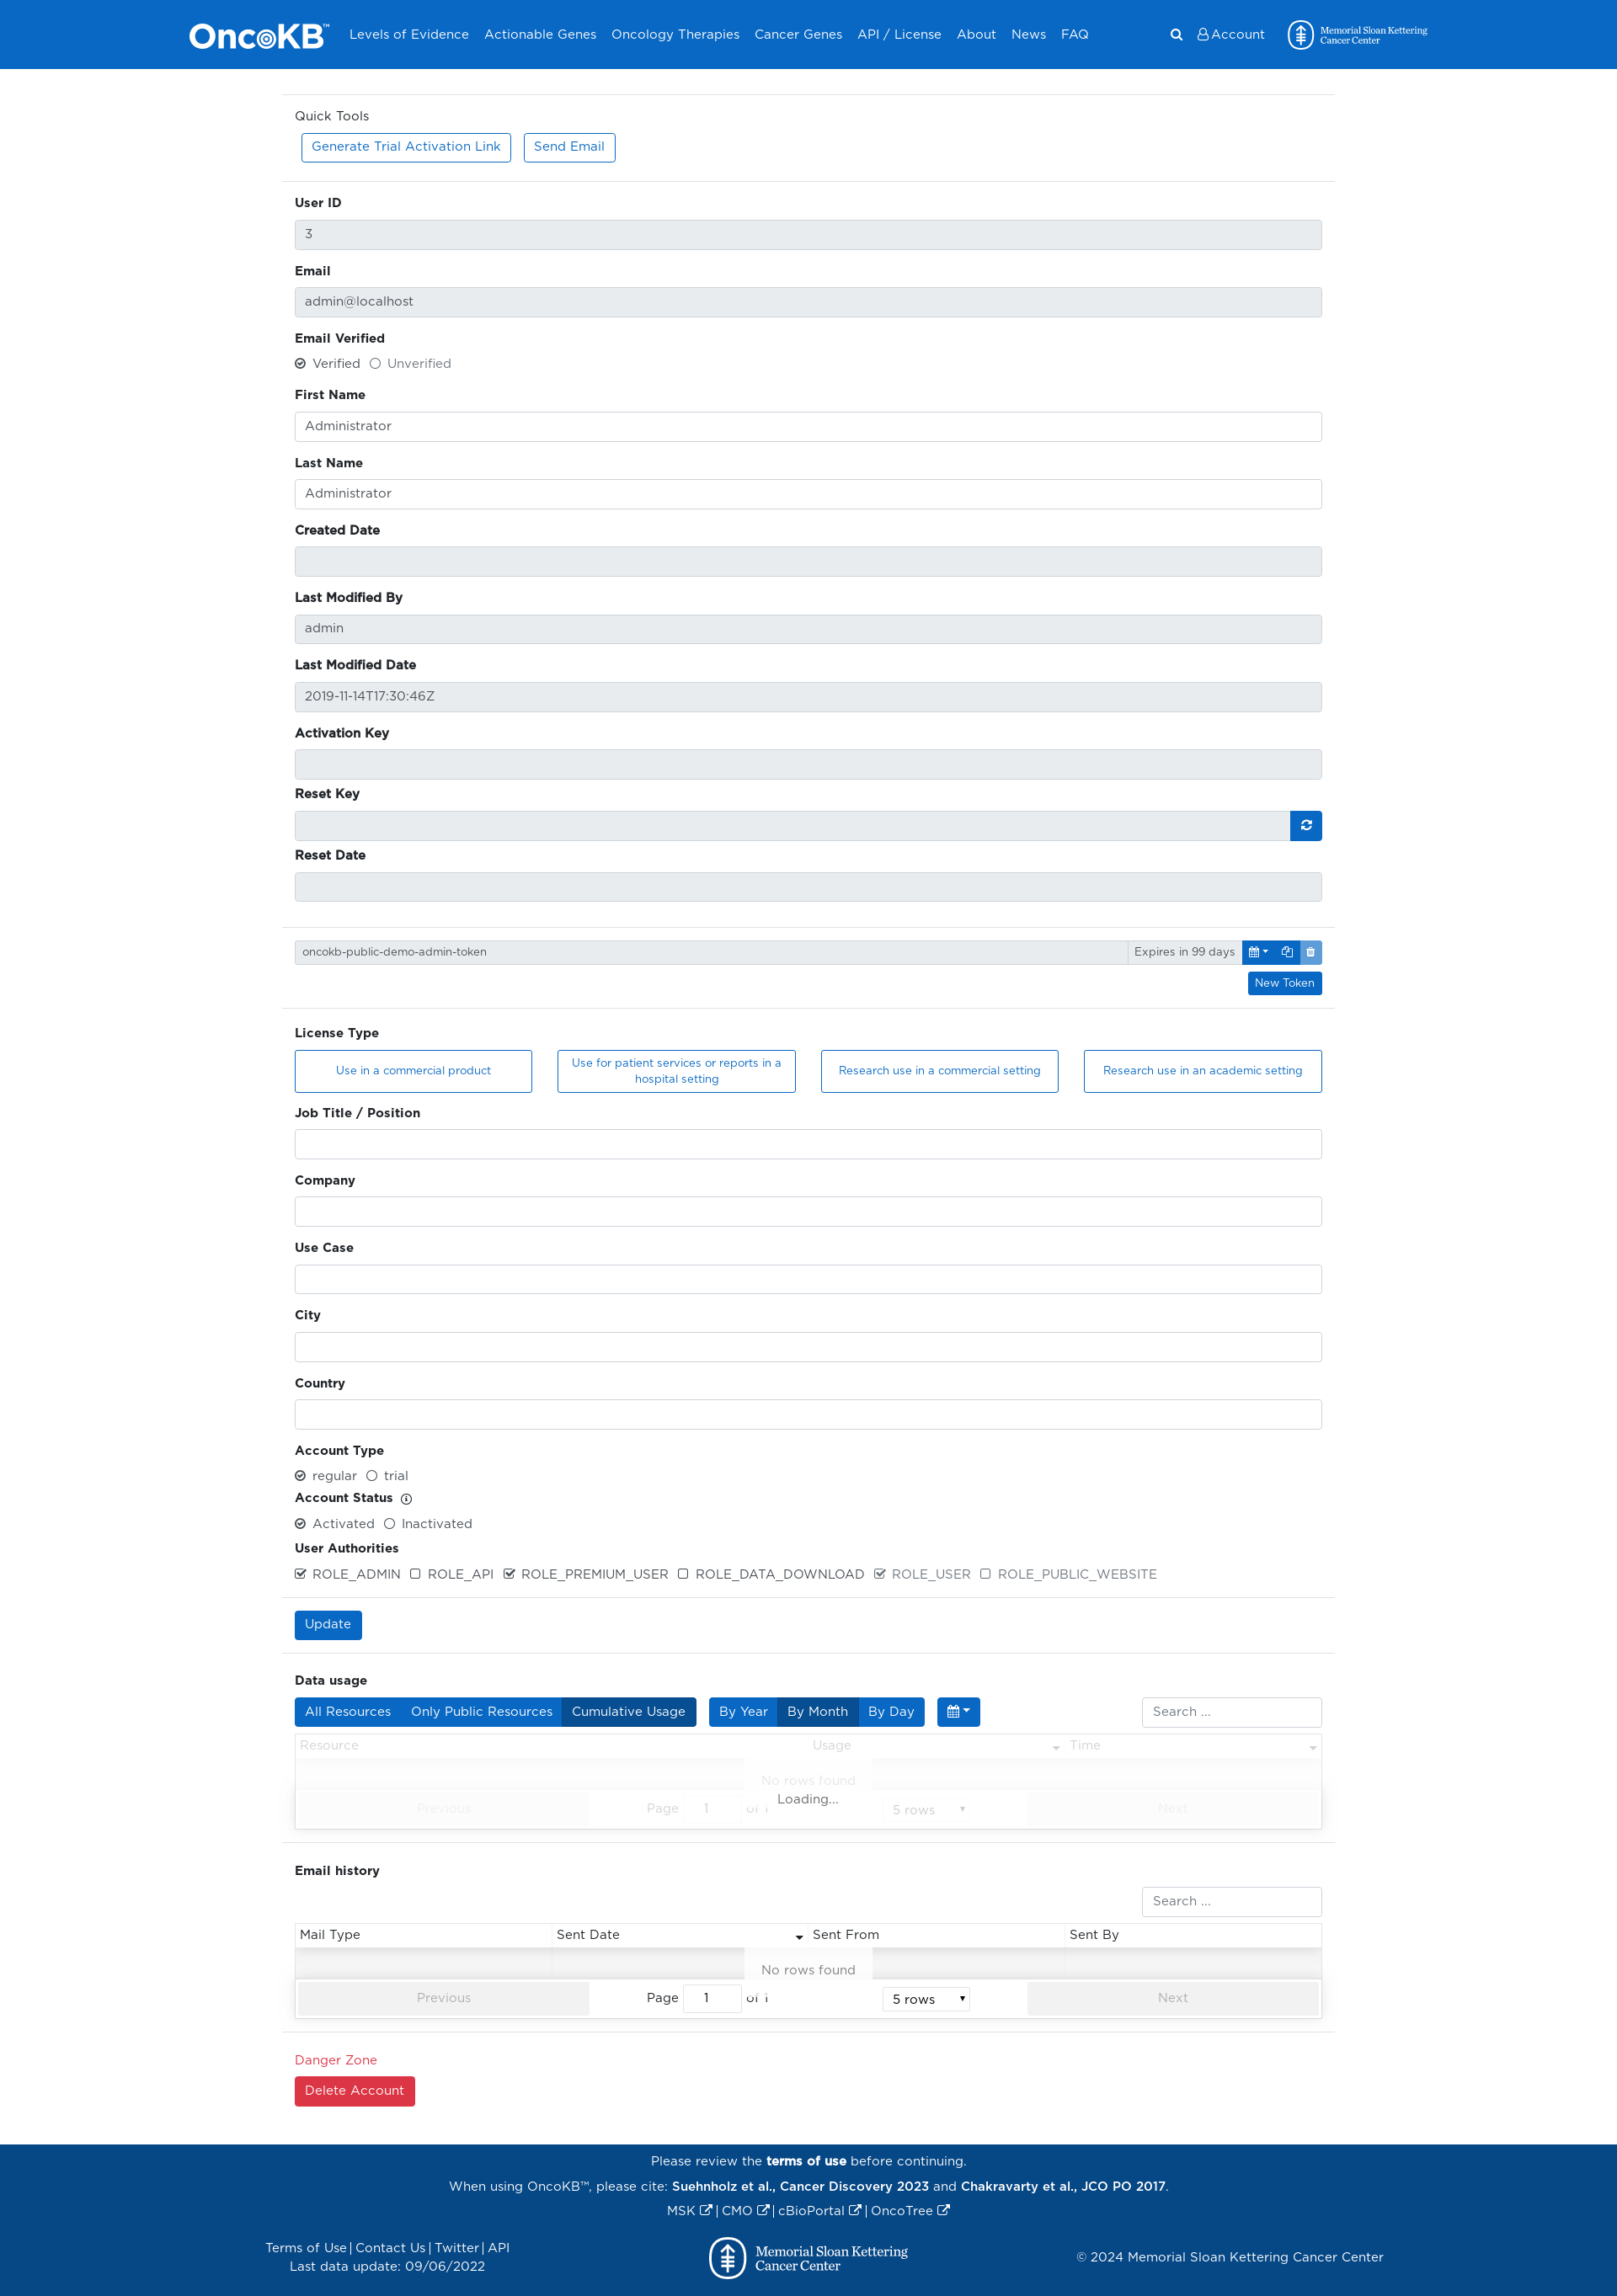 OncoKB™ Levels of Evidence Actionable Genes Oncology Therapies Cancer Genes API / License About News FAQ Account Memorial Sloan Kettering
Cancer Center
Quick Tools
Generate Trial Activation Link Send Email
User ID
3
Email
admin@localhost
Email Verified
Verified Unverified
First Name
Administrator
Last Name
Administrator
Created Date
Last Modified By
admin
Last Modified Date
2019-11-14T17:30:46Z
Activation Key
Reset Key
Reset Date
oncokb-public-demo-admin-token Expires in 99 days
New Token
License Type
Use in a commercial product
Use for patient services or reports in a
hospital setting
Research use in a commercial setting
Research use in an academic setting
Job Title / Position
Company
Use Case
City
Country
Account Type
regular trial
Account Status
Activated Inactivated
User Authorities
ROLE_ADMIN ROLE_API ROLE_PREMIUM_USER ROLE_DATA_DOWNLOAD ROLE_USER ROLE_PUBLIC_WEBSITE
Update
Data usage
All Resources Only Public Resources Cumulative Usage By Year By Month By Day Search ...
Resource Usage Time
No rows found
Loading...
Previous Page 1 of 1 5 rows Next
Email history
Search ...
Mail Type Sent Date Sent From Sent By
No rows found
Previous Page 1 of 1 5 rows Next
Danger Zone
Delete Account
Please review the terms of use before continuing.
When using OncoKB™, please cite: Suehnholz et al., Cancer Discovery 2023 and Chakravarty et al., JCO PO 2017.
MSK | CMO | cBioPortal | OncoTree
Terms of Use | Contact Us | Twitter | API
Last data update: 09/06/2022
Memorial Sloan Kettering
Cancer Center
© 2024 Memorial Sloan Kettering Cancer Center